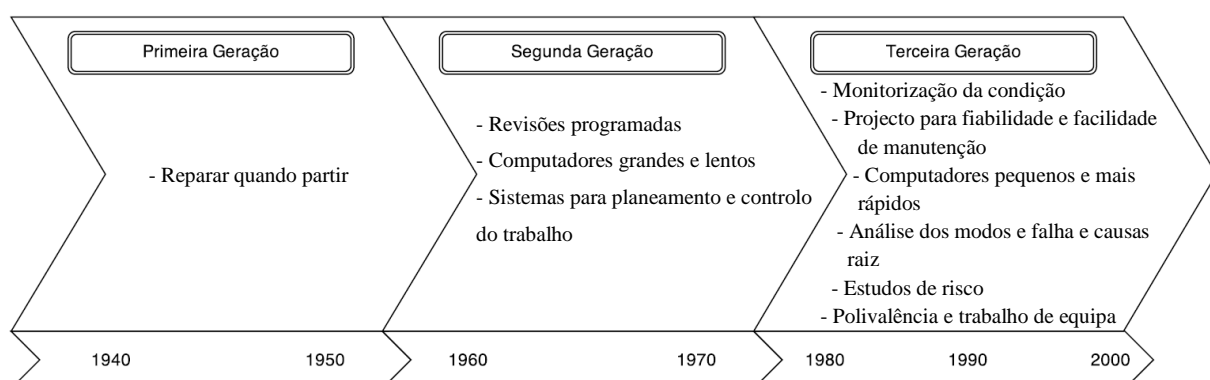 Primeira Geração
- Reparar quando partir
Segunda Geração
- Revisões programadas
- Computadores grandes e lentos
- Sistemas para planeamento e controlo
do trabalho
Terceira Geração
- Monitorização da condição
- Projecto para fiabilidade e facilidade
de manutenção
- Computadores pequenos e mais
rápidos
- Análise dos modos e falha e causas
raiz
- Estudos de risco
- Polivalência e trabalho de equipa
1940 1950 1960 1970 1980 1990 2000